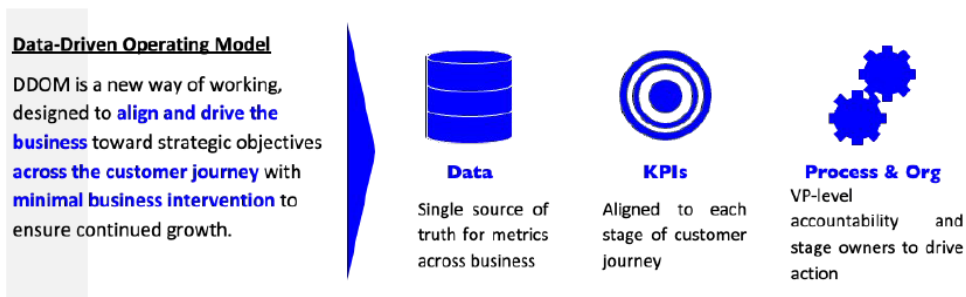 Data-Driven Operating Model
DDOM is a new way of working,
designed to align and drive the
business toward strategic objectives
across the customer journey with
minimal business intervention to
ensure continued growth.
Data
Single source of
truth for metrics
across business
KPIs
Aligned to each
stage of customer
journey
Process & Org
VP-level
accountability and
stage owners to drive
action